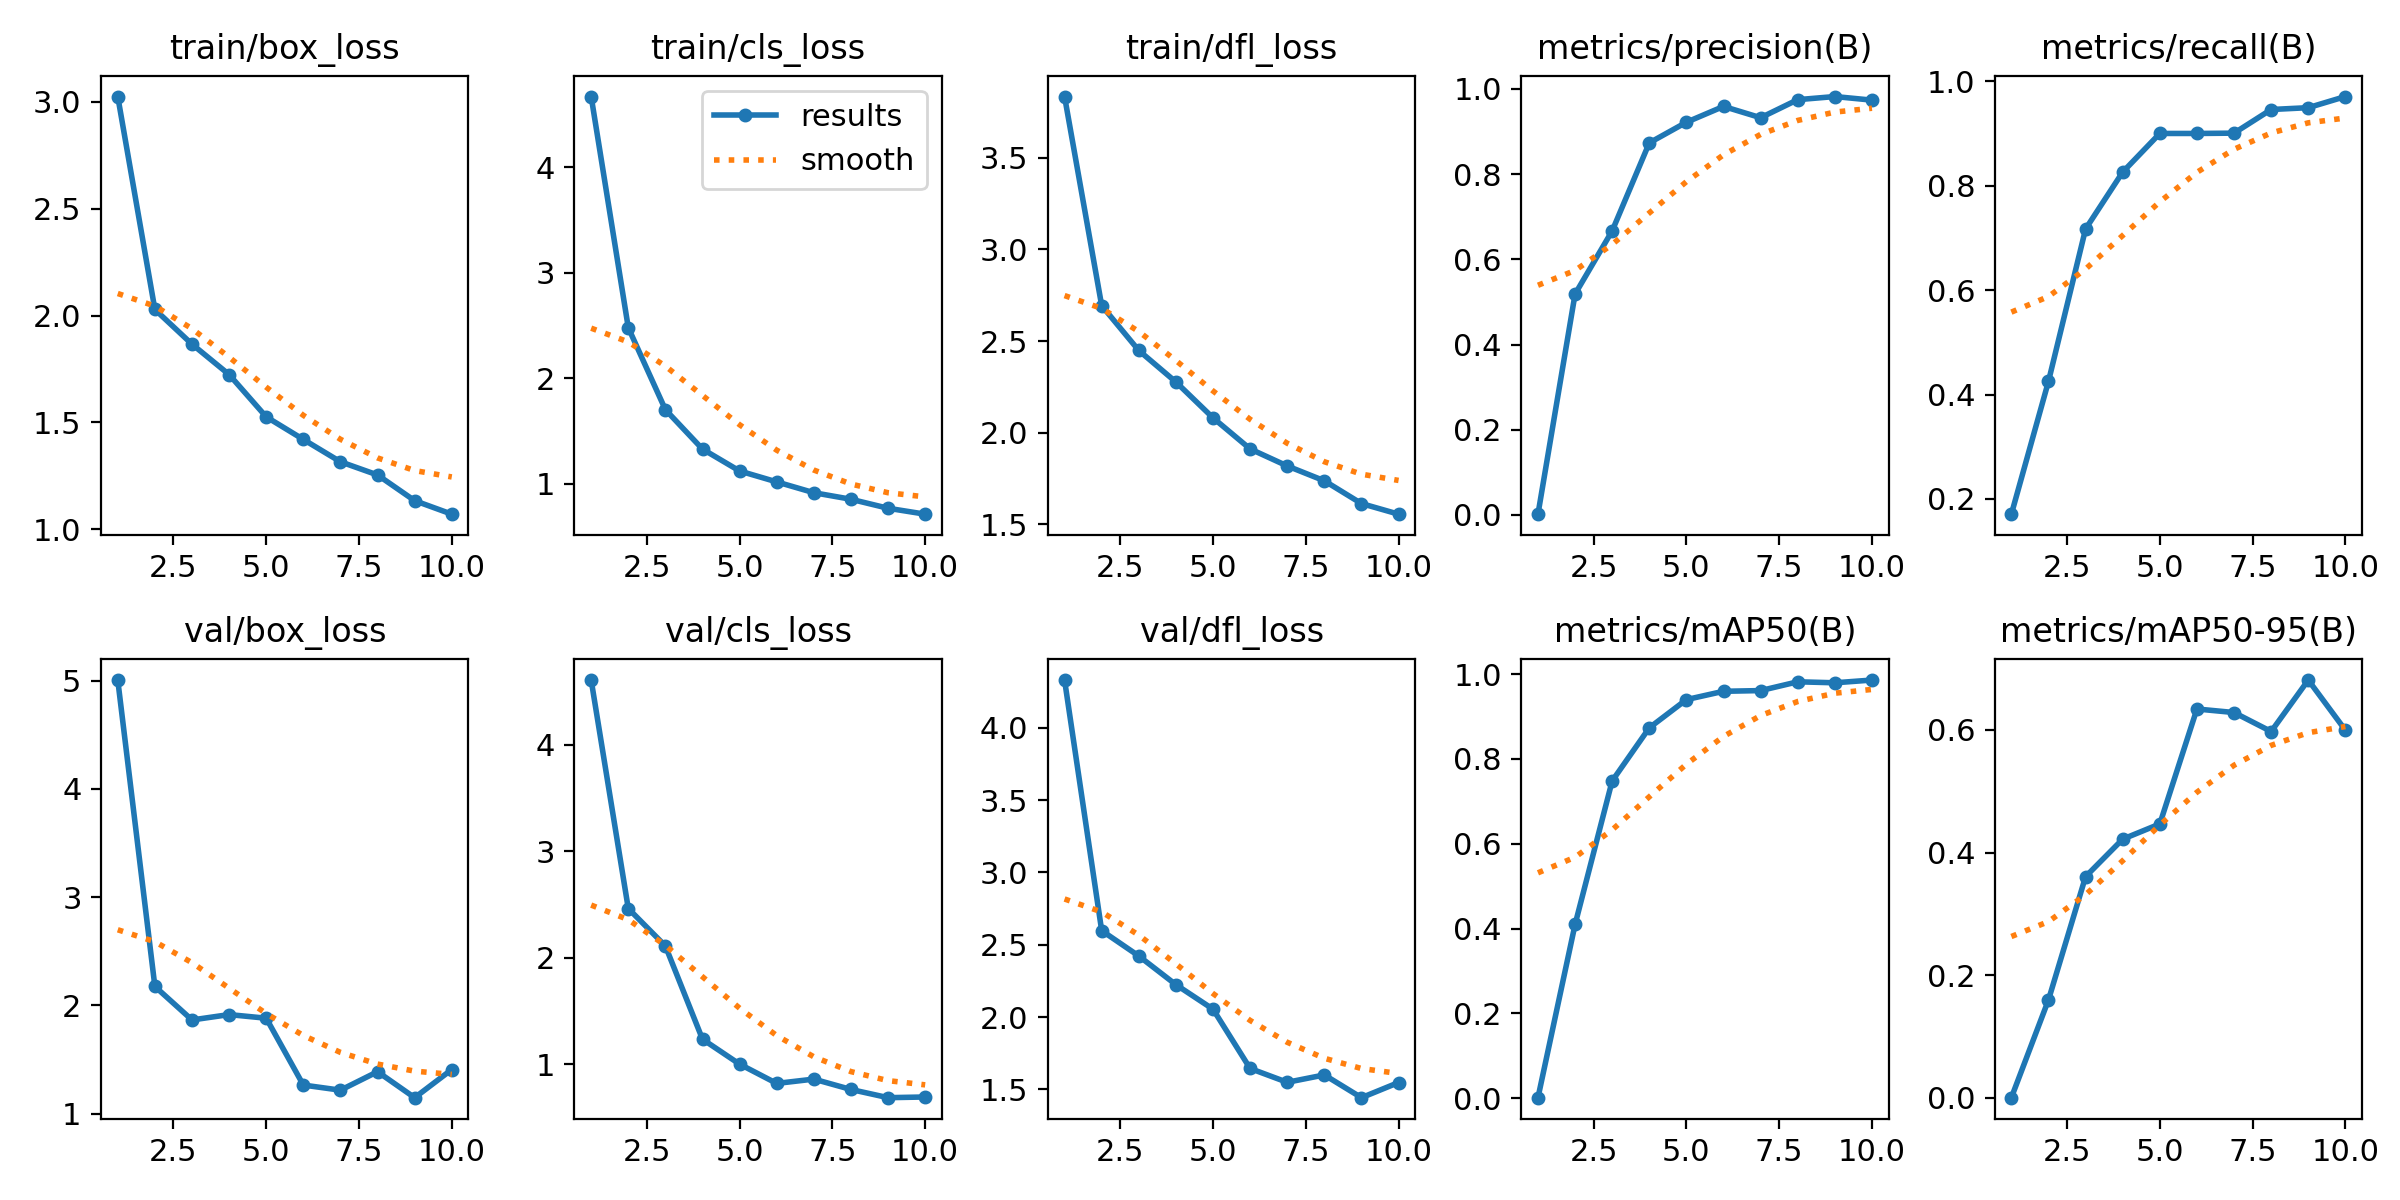 train/box_loss
3.0
2.5
2.0
1.5
1.0
2.5 5.0 7.5 10.0
train/cls_loss
results
smooth
4
3
2
1
2.5 5.0 7.5 10.0
train/dfl_loss
3.5
3.0
2.5
2.0
1.5
2.5 5.0 7.5 10.0
metrics/precision(B)
1.0
0.8
0.6
0.4
0.2
0.0
2.5 5.0 7.5 10.0
metrics/recall(B)
1.0
0.8
0.6
0.4
0.2
2.5 5.0 7.5 10.0
val/box_loss
5
4
3
2
1
2.5 5.0 7.5 10.0
val/cls_loss
4
3
2
1
2.5 5.0 7.5 10.0
val/dfl_loss
4.0
3.5
3.0
2.5
2.0
1.5
2.5 5.0 7.5 10.0
metrics/mAP50(B)
1.0
0.8
0.6
0.4
0.2
0.0
2.5 5.0 7.5 10.0
metrics/mAP50-95(B)
0.6
0.4
0.2
0.0
2.5 5.0 7.5 10.0